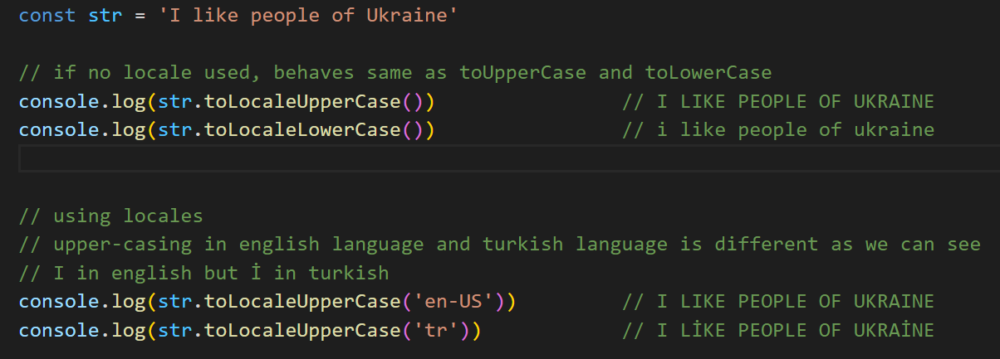 const str = 'I like people of Ukraine'
// if no locale used, behaves same as toUpperCase and toLowerCase
console.log(str.toLocaleUpperCase()) // I LIKE PEOPLE OF UKRAINE
console.log(str.toLocaleLowerCase()) // i like people of ukraine
// using locales
// upper-casing in english language and turkish language is different as we can see
// I in english but İ in turkish
console.log(str.toLocaleUpperCase('en-US')) // I LIKE PEOPLE OF UKRAINE
console.log(str.toLocaleUpperCase('tr')) // I LİKE PEOPLE OF UKRAİNE